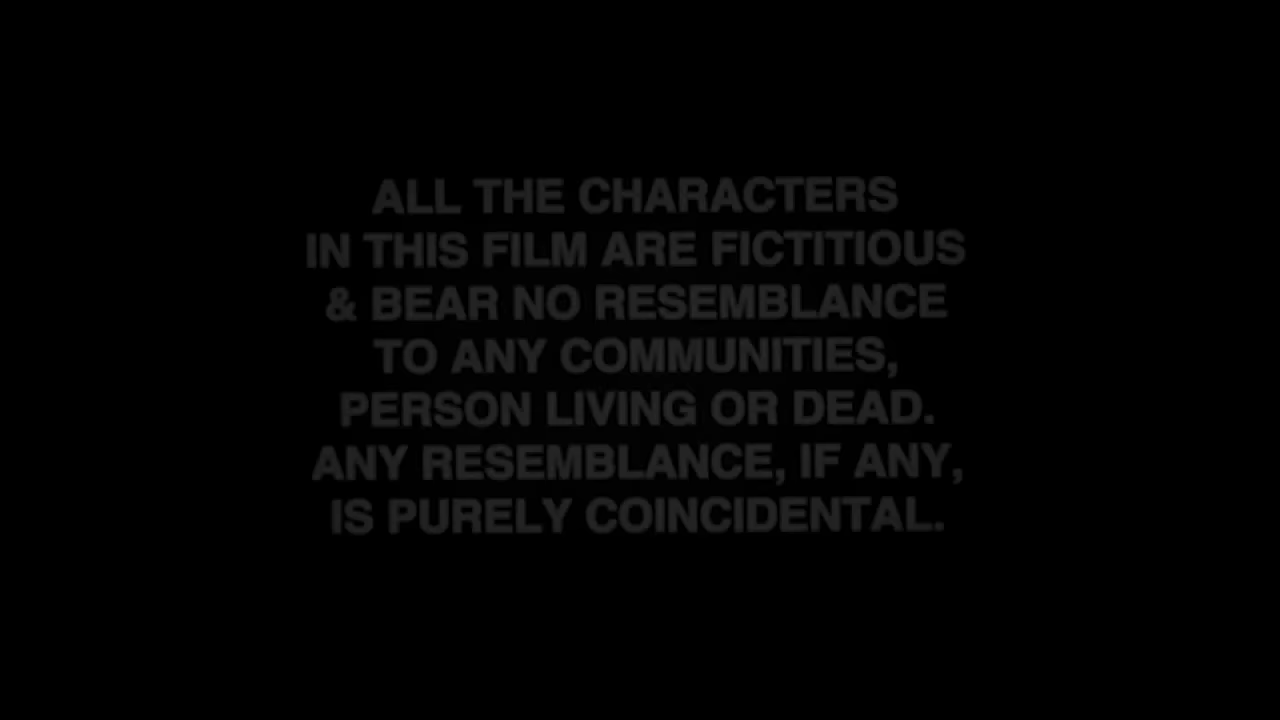 ALL THE CHARACTERS
IN THIS FILM ARE FICTITIOUS
& BEAR NO RESEMBLANCE
TO ANY COMMUNITIES,
PERSON LIVING OR DEAD.
ANY RESEMBLANCE, IF ANY,
IS PURELY COINCIDENTAL.